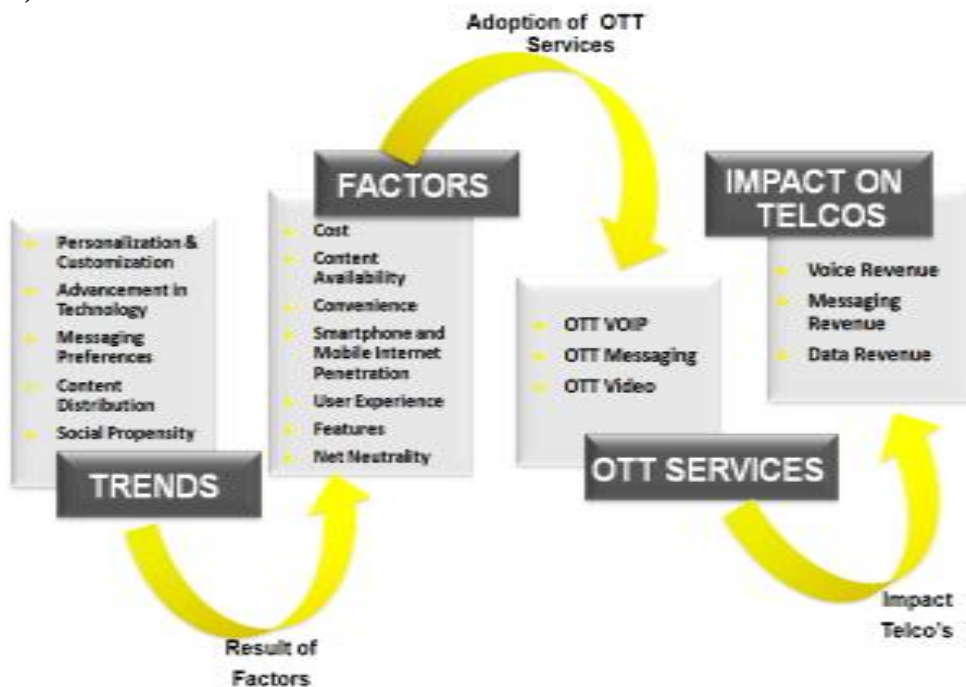 )
Adoption of OTT
Services
FACTORS
Cost
Content
Availability
Convenience
Smartphone and
Mobile Internet
Penetration
User Experience
Features
Net Neutrality
IMPACT ON
TELCOS
Voice Revenue
Messaging
Revenue
Data Revenue
Personalization &
Customization
Advancement in
Technology
Messaging
Preferences
Content
Distribution
Social Propensity
TRENDS
OTT VOIP
OTT Messaging
OTT Video
OTT SERVICES
Result of
Factors
Impact
Telco's